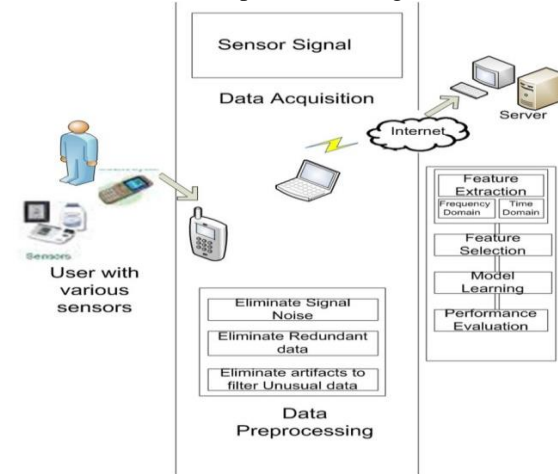 Sensor Signal
Data Acquisition
Internet
Server
Sensors
User with
various
sensors
Eliminate Signal
Noise
Eliminate Redundant
data
Eliminate artifacts to
filter Unusual data
Data
Preprocessing
Feature
Extraction
Frequency
Domain
Time
Domain
Feature
Selection
Model
Learning
Performance
Evaluation